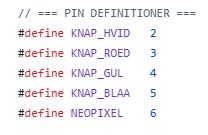 // === PIN DEFINITIONER ===
#define KNAP_HVID   2
#define KNAP_ROED   3
#define KNAP_GUL    4
#define KNAP_BLAA   5
#define NEOPIXEL    6